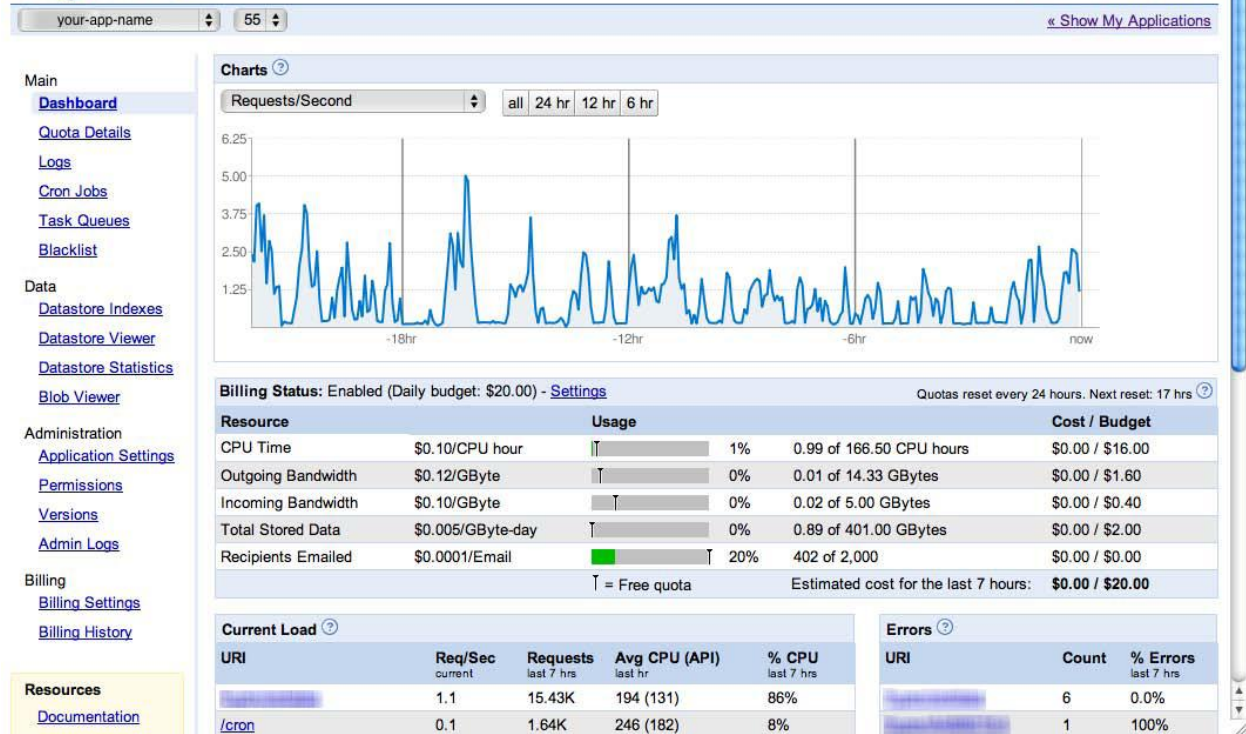 your-app-name 55 « Show My Applications
Main
Dashboard
Quota Details
Logs
Cron Jobs
Task Queues
Blacklist
Data
Datastore Indexes
Datastore Viewer
Datastore Statistics
Blob Viewer
Administration
Application Settings
Permissions
Versions
Admin Logs
Billing
Billing Settings
Billing History
Resources
Documentation
Charts ?
Requests/Second all 24 hr 12 hr 6 hr
6.25
5.00
3.75
2.50
1.25
-18hr -12hr -6hr now
Billing Status: Enabled (Daily budget: $20.00) - Settings Quotas reset every 24 hours. Next reset: 17 hrs ?
Resource Usage Cost / Budget
CPU Time $0.10/CPU hour 1% 0.99 of 166.50 CPU hours $0.00 / $16.00
Outgoing Bandwidth $0.12/GByte 0% 0.01 of 14.33 GBytes $0.00 / $1.60
Incoming Bandwidth $0.10/GByte 0% 0.02 of 5.00 GBytes $0.00 / $0.40
Total Stored Data $0.005/GByte-day 0% 0.89 of 401.00 GBytes $0.00 / $2.00
Recipients Emailed $0.0001/Email 20% 402 of 2,000 $0.00 / $0.00
= Free quota Estimated cost for the last 7 hours: $0.00 / $20.00
Current Load ?
URI Req/Sec Requests Avg CPU (API) % CPU
current last 7 hrs last hr last 7 hrs
1.1 15.43K 194 (131) 86%
/cron 0.1 1.64K 246 (182) 8%
Errors ?
URI Count % Errors
last 7 hrs
6 0.0%
1 100%